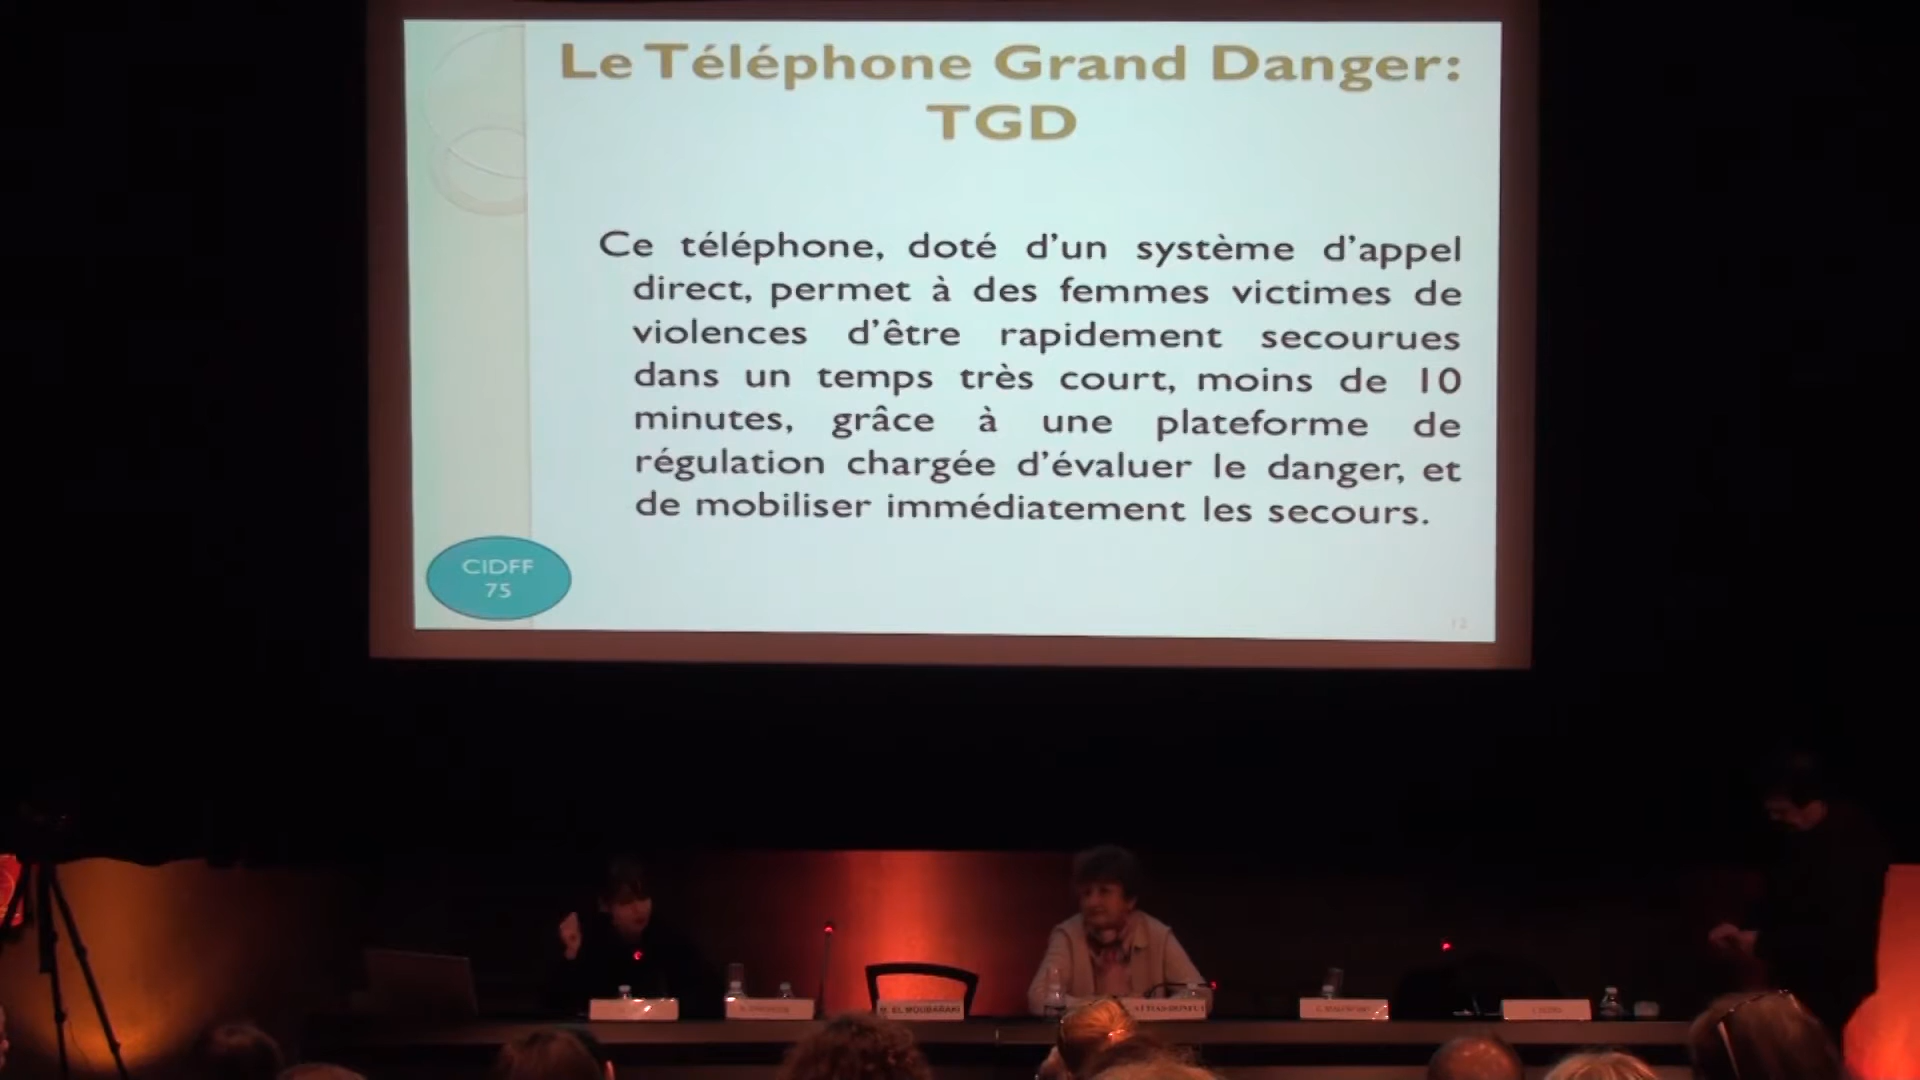 Le Téléphone Grand Danger:
TGD
Ce téléphone, doté d'un système d'appel
direct, permet à des femmes victimes de
violences d'être rapidement secourues
dans un temps très court, moins de 10
minutes, grâce à une plateforme de
régulation chargée d'évaluer le danger, et
de mobiliser immédiatement les secours.
CIDFF
75
M. EL MOUBARAKI